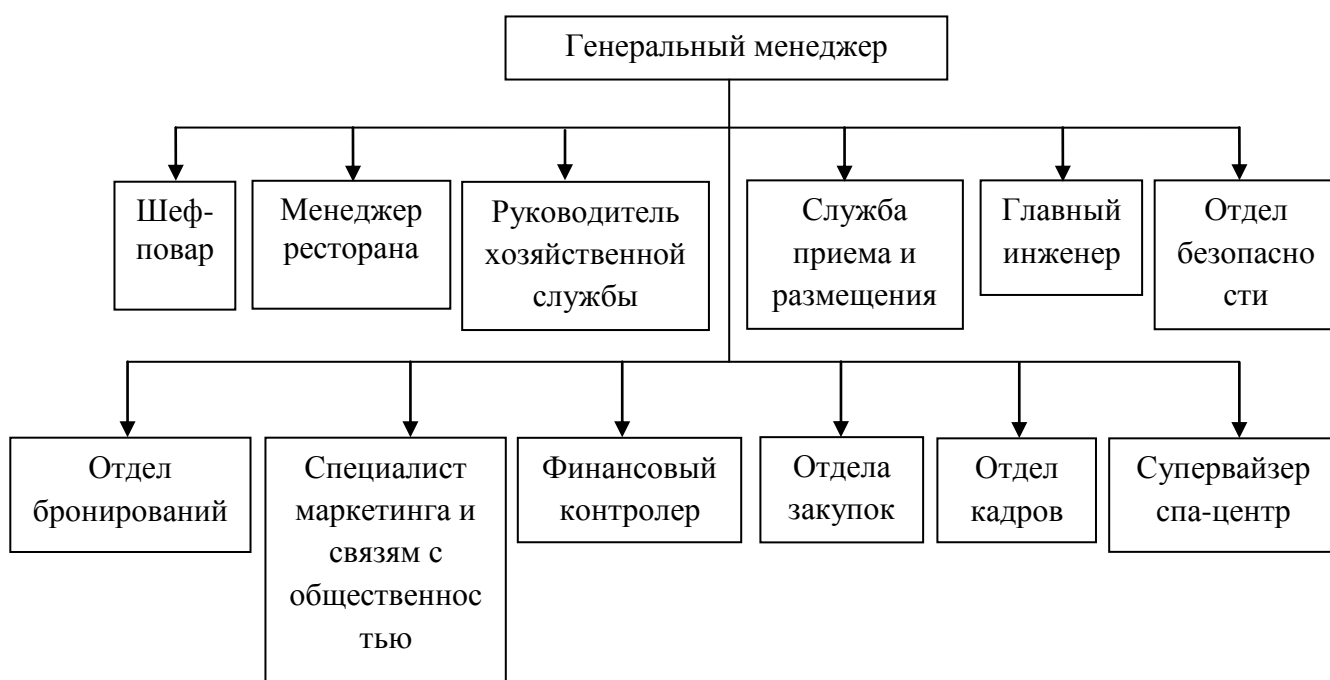 Генеральный менеджер
Шеф-
повар
Менеджер
ресторана
Руководитель
хозяйственной
службы
Служба
приема и
размещения
Главный
инженер
Отдел
безопасно
сти
Отдел
бронирований
Специалист
маркетинга и
связям с
общественнос
тью
Финансовый
контролер
Отдела
закупок
Отдел
кадров
Супервайзер
спа-центр